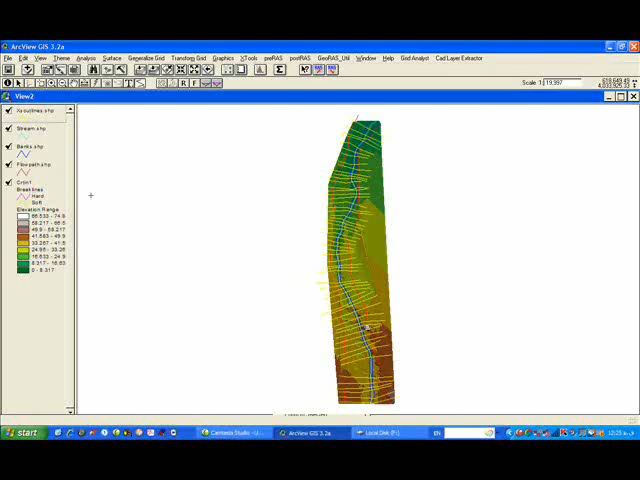 ArcView GIS 3.2a
File Edit View Theme Analysis Surface Generalize Grid Transform Grid Graphics XTools preRAS postRAS GeoRAS_Util Window Help Grid Analyst Cad Layer Extractor
Scale 1: 19,987
View2
Stream.shp
Banks.shp
Flowpath.shp
Breaklines
Hard
Soft
Elevation Range
66.533 - 74.8
58.217 - 66.5
49.9 - 58.217
41.583 - 49.9
33.267 - 41.5
24.95 - 33.26
16.633 - 24.9
8.317 - 16.63
0 - 8.317
start
Camtasia Studio - U...
ArcView GIS 3.2a
Local Disk (F:)
EN